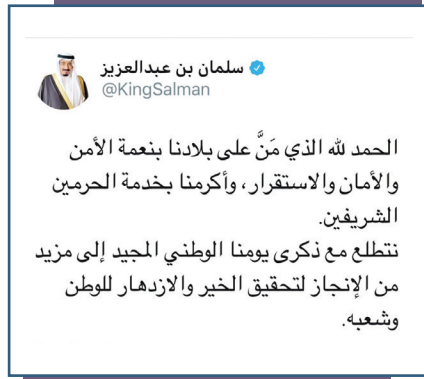 سلمان بن عبدالعزيز
@KingSalman
الحمد لله الذي مَنَّ على بلادنا بنعمة الأمن
والأمان والاستقرار، وأكرمنا بخدمة الحرمين
الشريفين.
نتطلع مع ذكرى يومنا الوطني المجيد إلى مزيد
من الإنجاز لتحقيق الخير والازدهار للوطن
وشعبه.